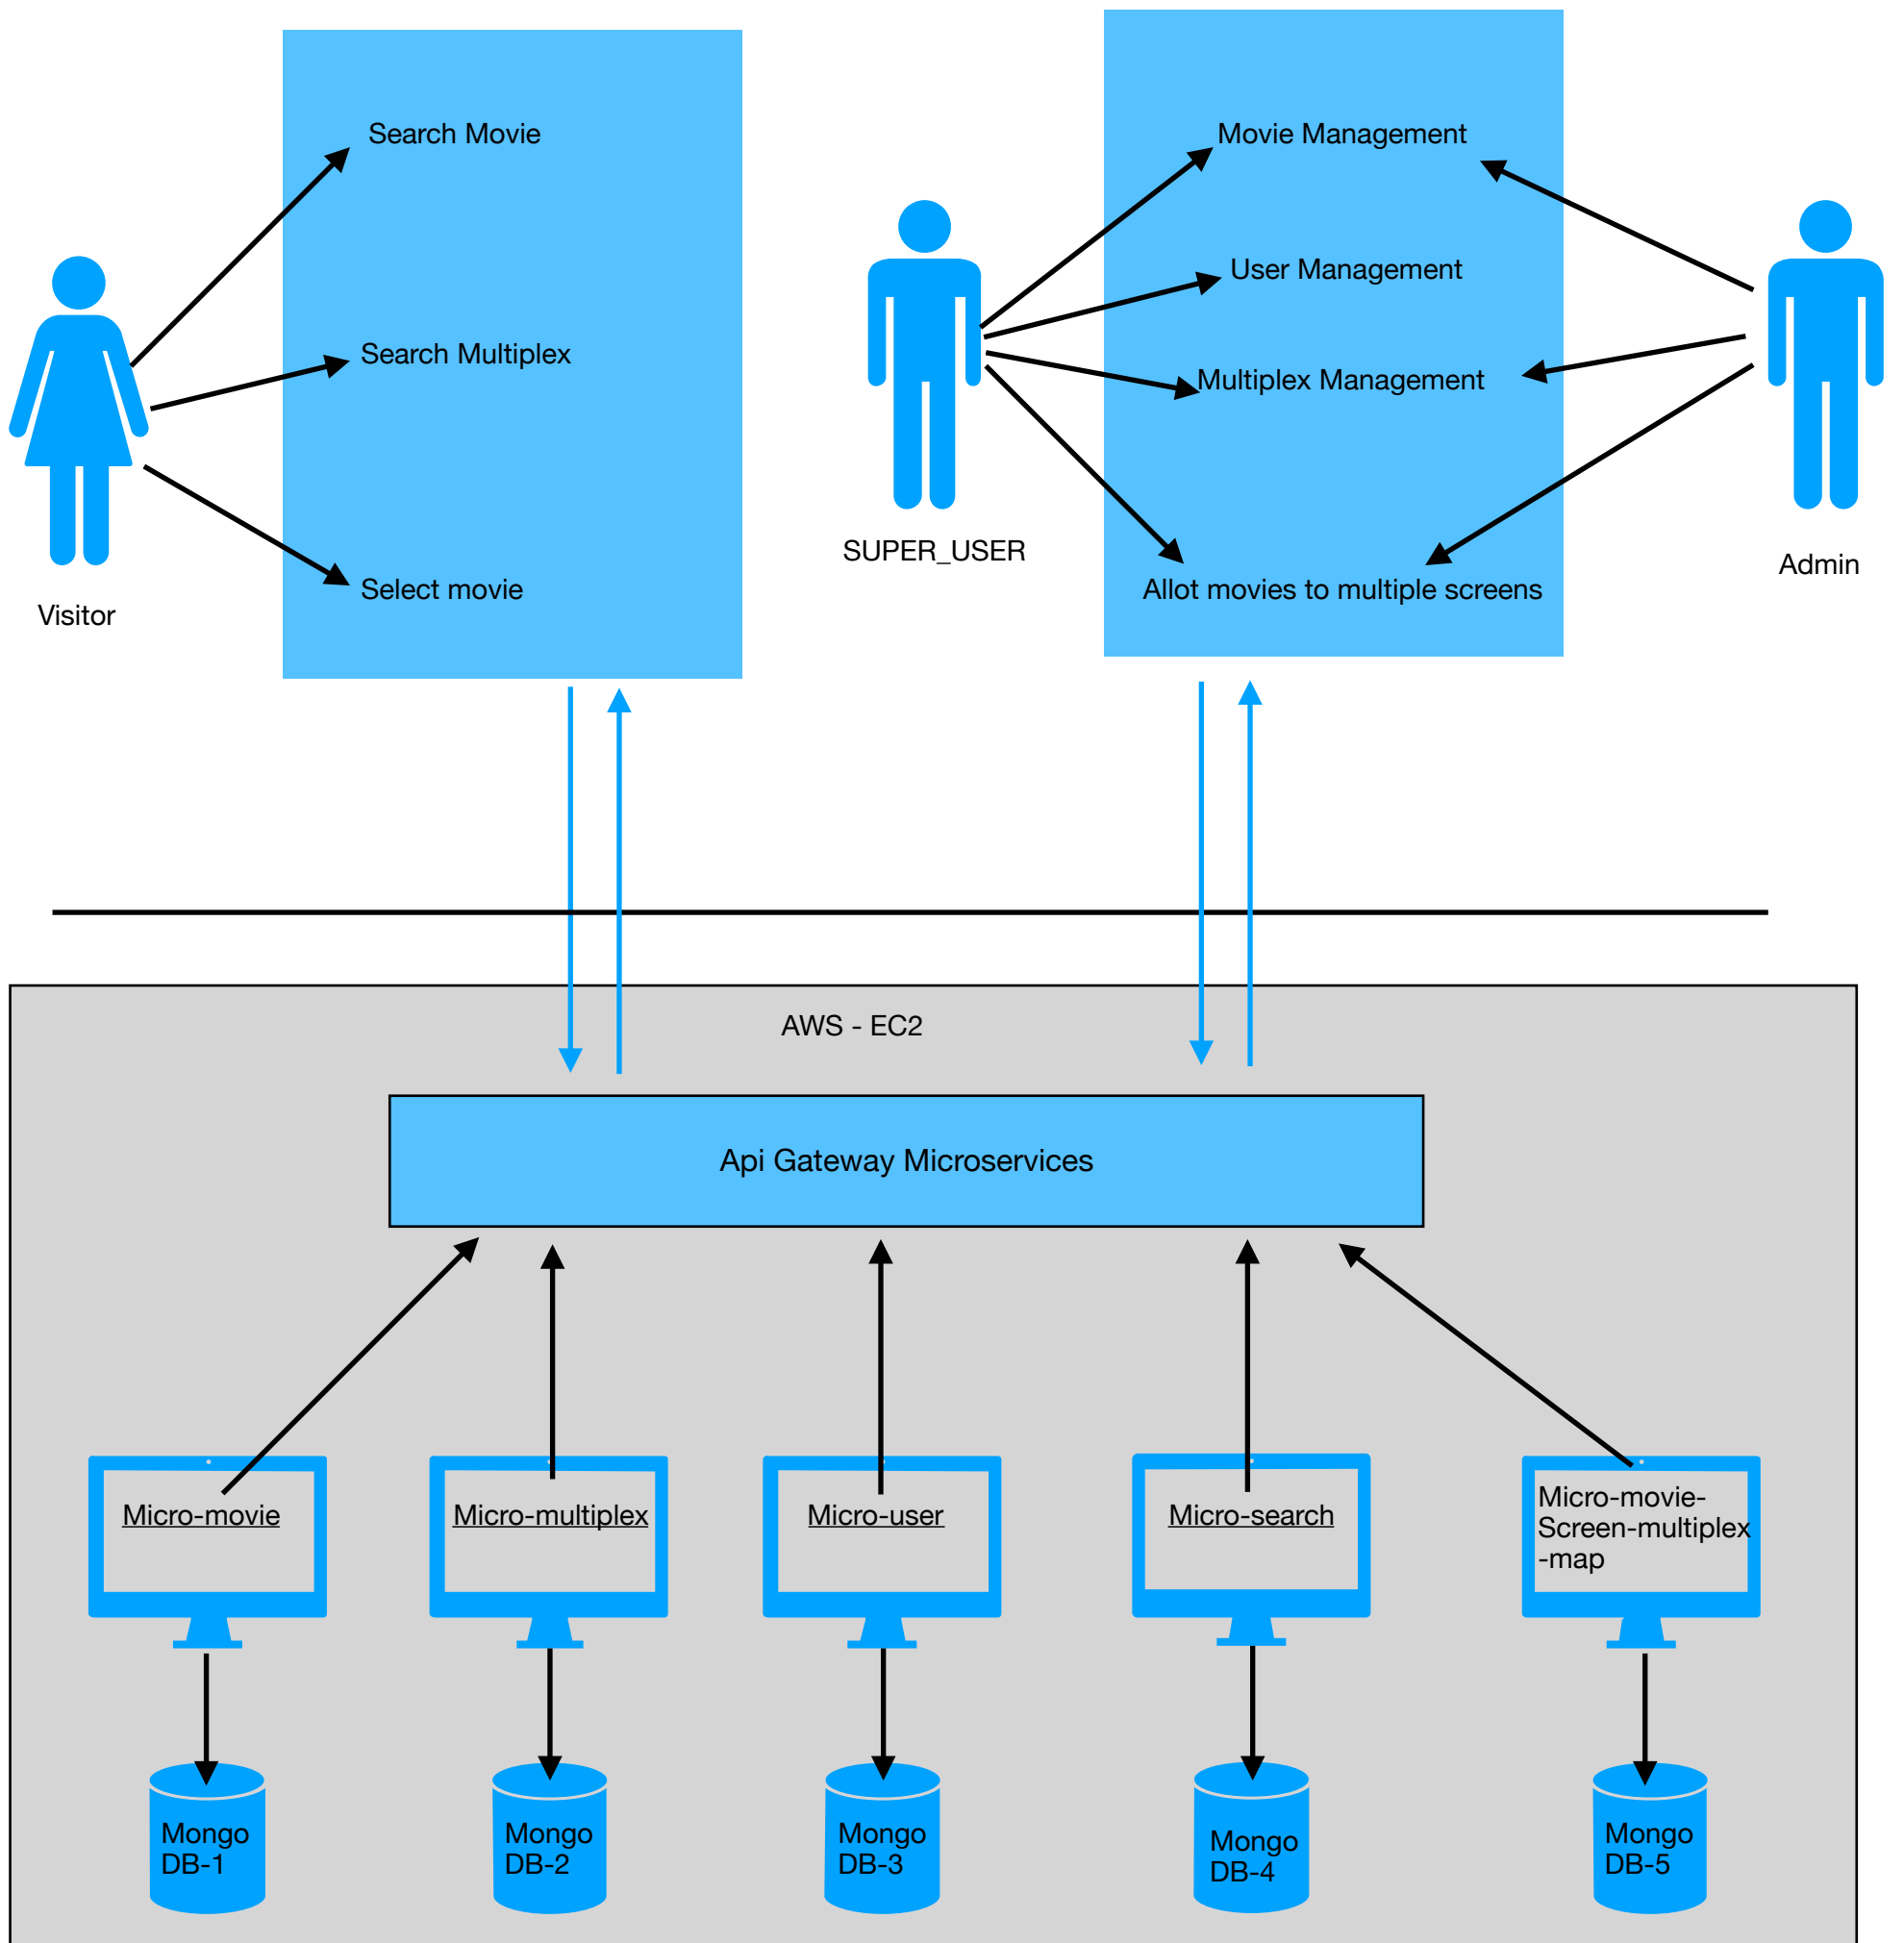 Search Movie
Search Multiplex
Select movie
Visitor
Movie Management
User Management
Multiplex Management
Allot movies to multiple screens
SUPER_USER
Admin
AWS - EC2
Api Gateway Microservices
Micro-movie
Micro-multiplex
Micro-user
Micro-search
Micro-movie-
Screen-multiplex
-map
Mongo
DB-1
Mongo
DB-2
Mongo
DB-3
Mongo
DB-4
Mongo
DB-5